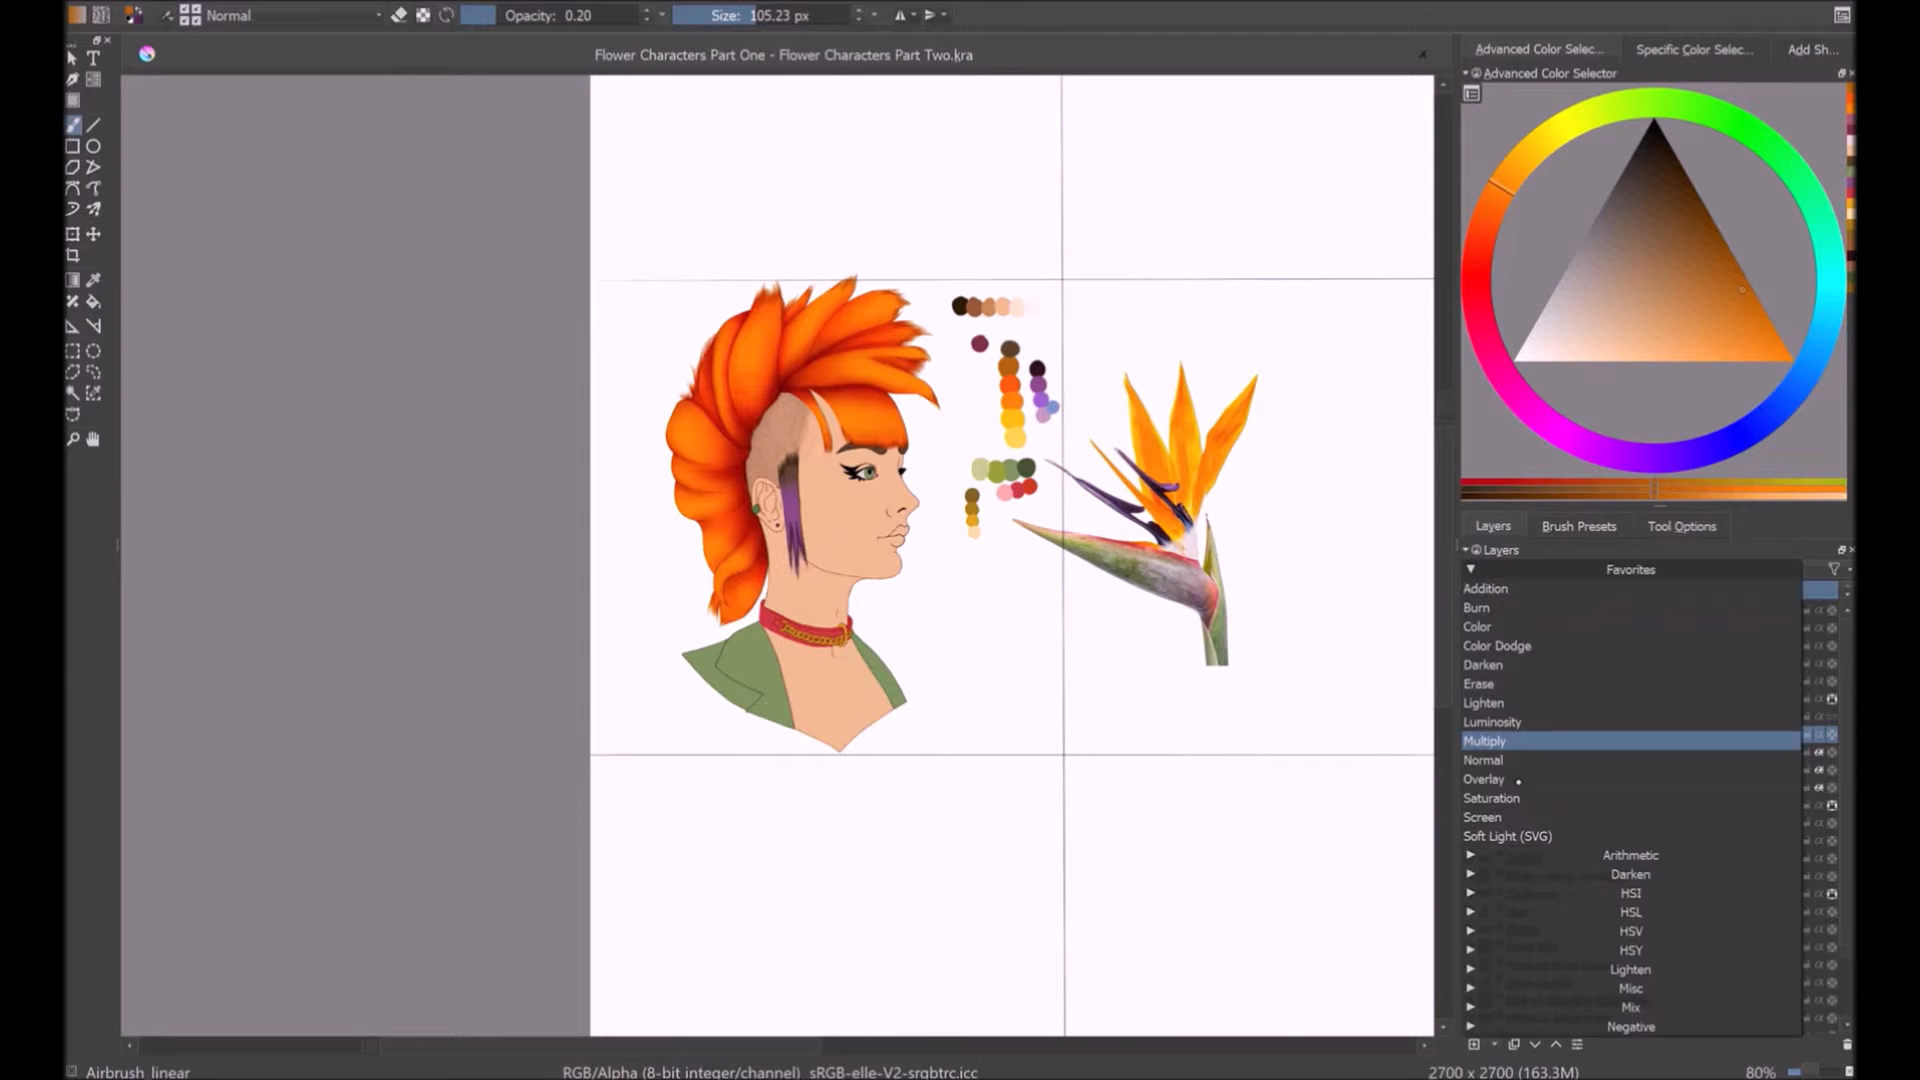 Normal
Opacity: 0.20
Size: 105.23 px
Flower Characters Part One - Flower Characters Part Two.kra
Advanced Color Selec...
Specific Color Selec...
Add Sh...
Advanced Color Selector
Layers
Brush Presets
Tool Options
Layers
Favorites
Addition
Burn
Color
Color Dodge
Darken
Erase
Lighten
Luminosity
Multiply
Normal
Overlay
Saturation
Screen
Soft Light (SVG)
Arithmetic
Darken
HSI
HSL
HSV
HSY
Lighten
Misc
Mix
Negative
Airbrush linear
RGB/Alpha (8-bit integer/channel) sRGB-elle-V2-srgbtrc.icc
2700 x 2700 (163.3M)
80%